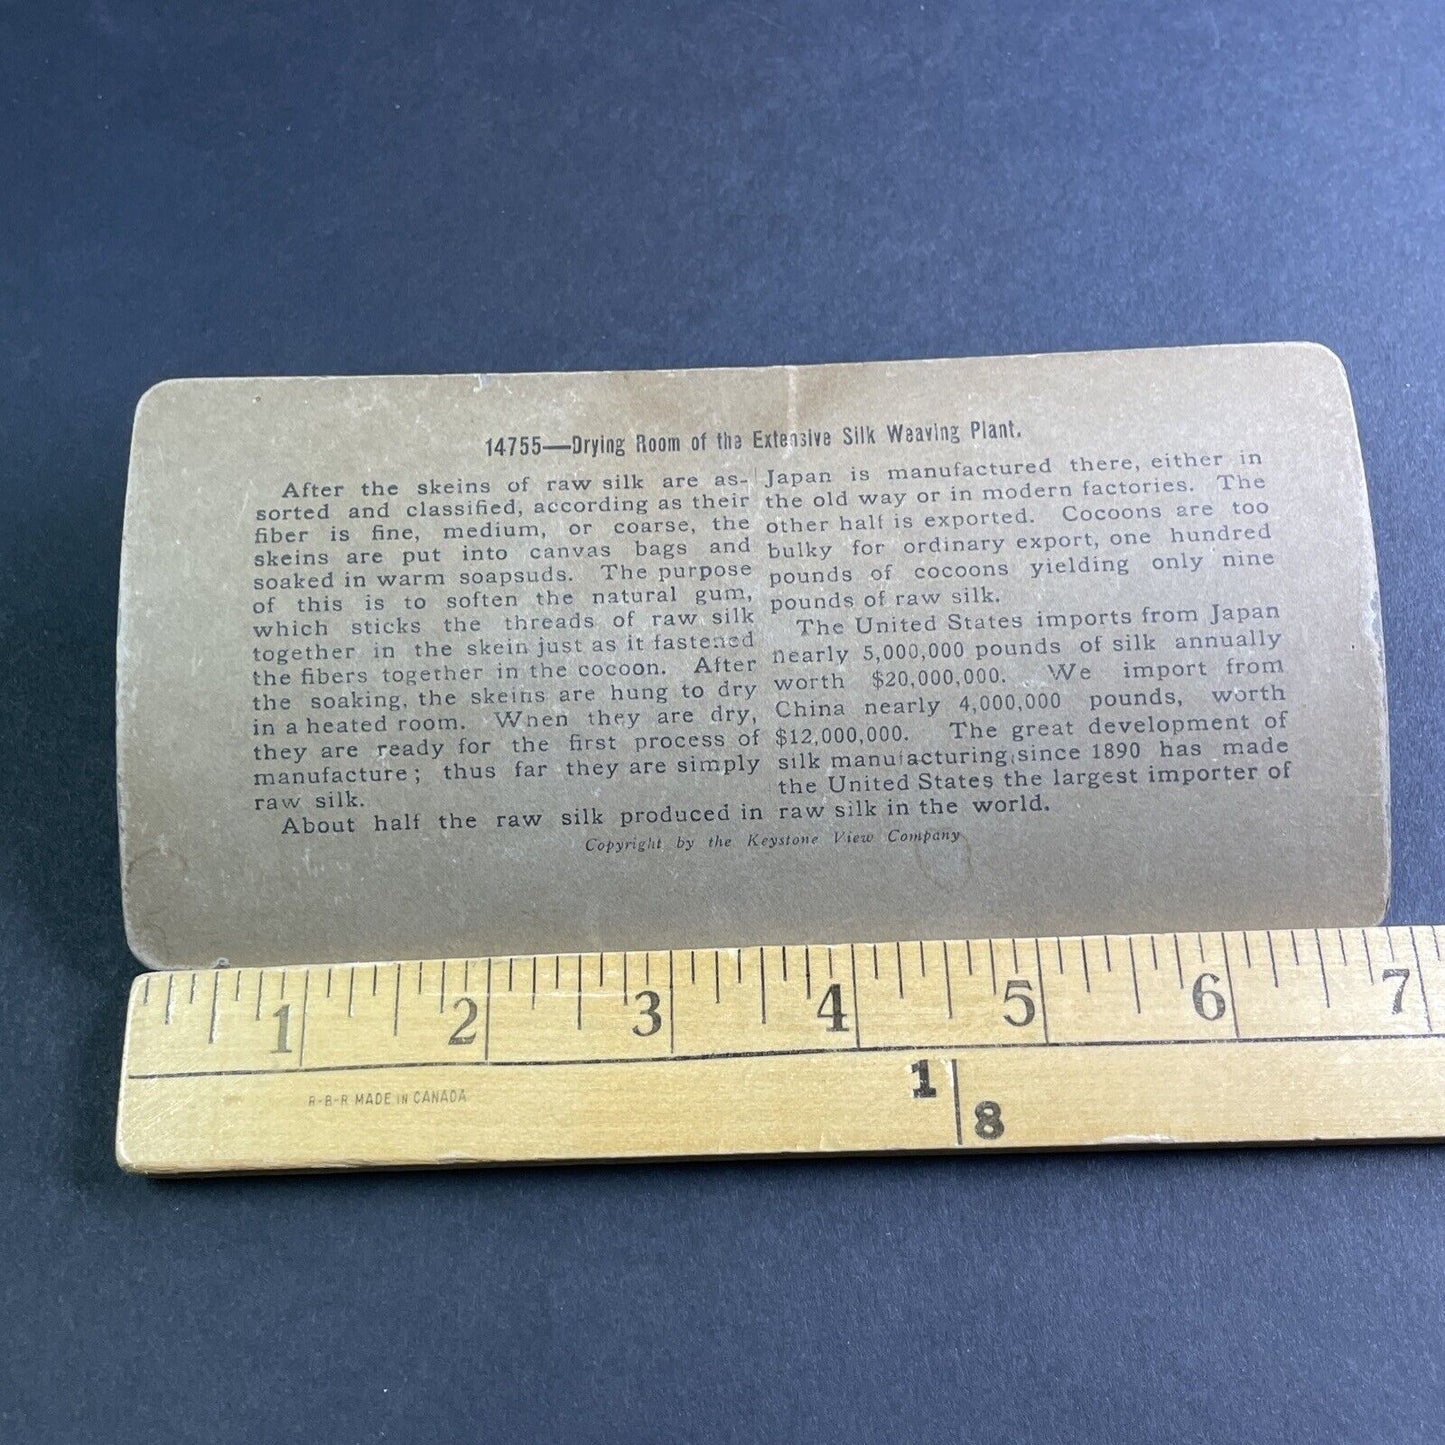 14755—Drying Room of the Extensive Silk Weaving Plant.
After the skeins of raw silk are as-
sorted and classified, according as their
fiber is fine, medium, or coarse, the
skeins are put into canvas bags and
soaked in warm soapsuds. The purpose
of this is to soften the natural gum,
which sticks the threads of raw silk
together in the skein just as it fastened
the fibers together in the cocoon. After
the soaking, the skeins are hung to dry
in a heated room. When they are dry,
they are ready for the first process of
manufacture; thus far they are simply
raw silk.
About half the raw silk produced in
Japan is manufactured there, either in
the old way or in modern factories. The
other half is exported. Cocoons are too
bulky for ordinary export, one hundred
pounds of cocoons yielding only nine
pounds of raw silk.
The United States imports from Japan
nearly 5,000,000 pounds of silk annually
worth $20,000,000. We import from
China nearly 4,000,000 pounds, worth
$12,000,000. The great development of
silk manufacturing since 1890 has made
the United States the largest importer of
raw silk in the world.
Copyright by the Keystone View Company
1 2 3 4 5 6 7
R-B-R MADE IN CANADA
1
8